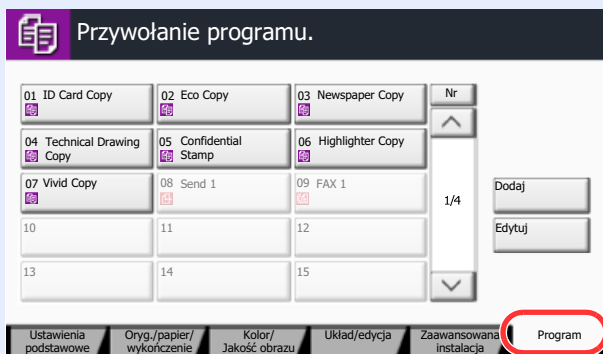 Przywołanie programu.
01 ID Card Copy
02 Eco Copy
03 Newspaper Copy
Nr
04 Technical Drawing
Copy
05 Confidential
Stamp
06 Highlighter Copy
07 Vivid Copy
08 Send 1
09 FAX 1
1/4
Dodaj
10
11
12
Edytuj
13
14
15
Ustawienia
podstawowe
Oryg./papier/
wykończenie
Kolor/
Jakość obrazu
Układ/edycja
Zaawansowana
instalacja
Program